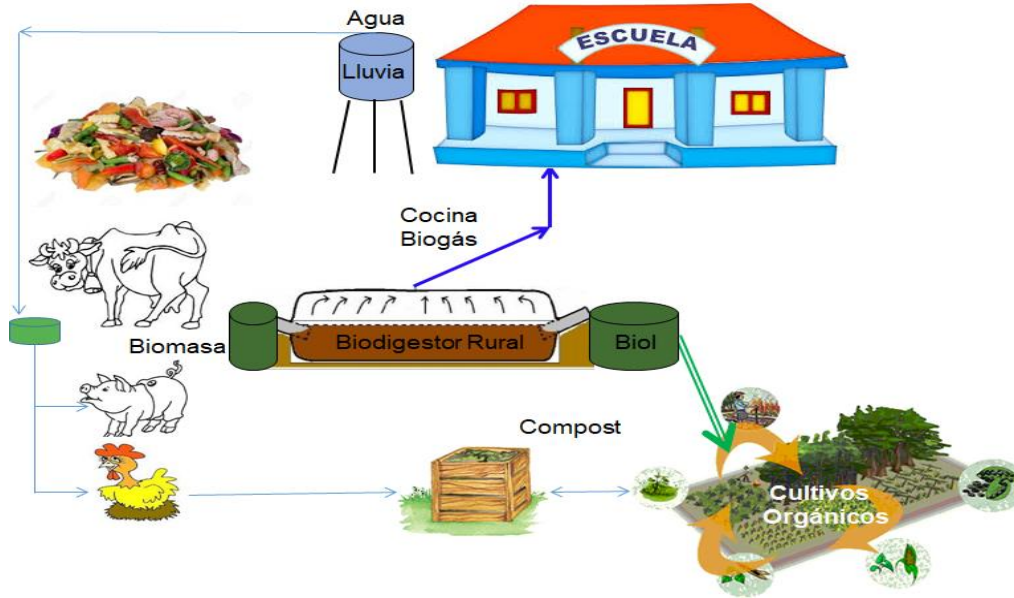 Agua
Lluvia
ESCUELA
Cocina
Biogás
Biomasa
Biodigestor Rural
Biol
Compost
Cultivos
Orgánicos